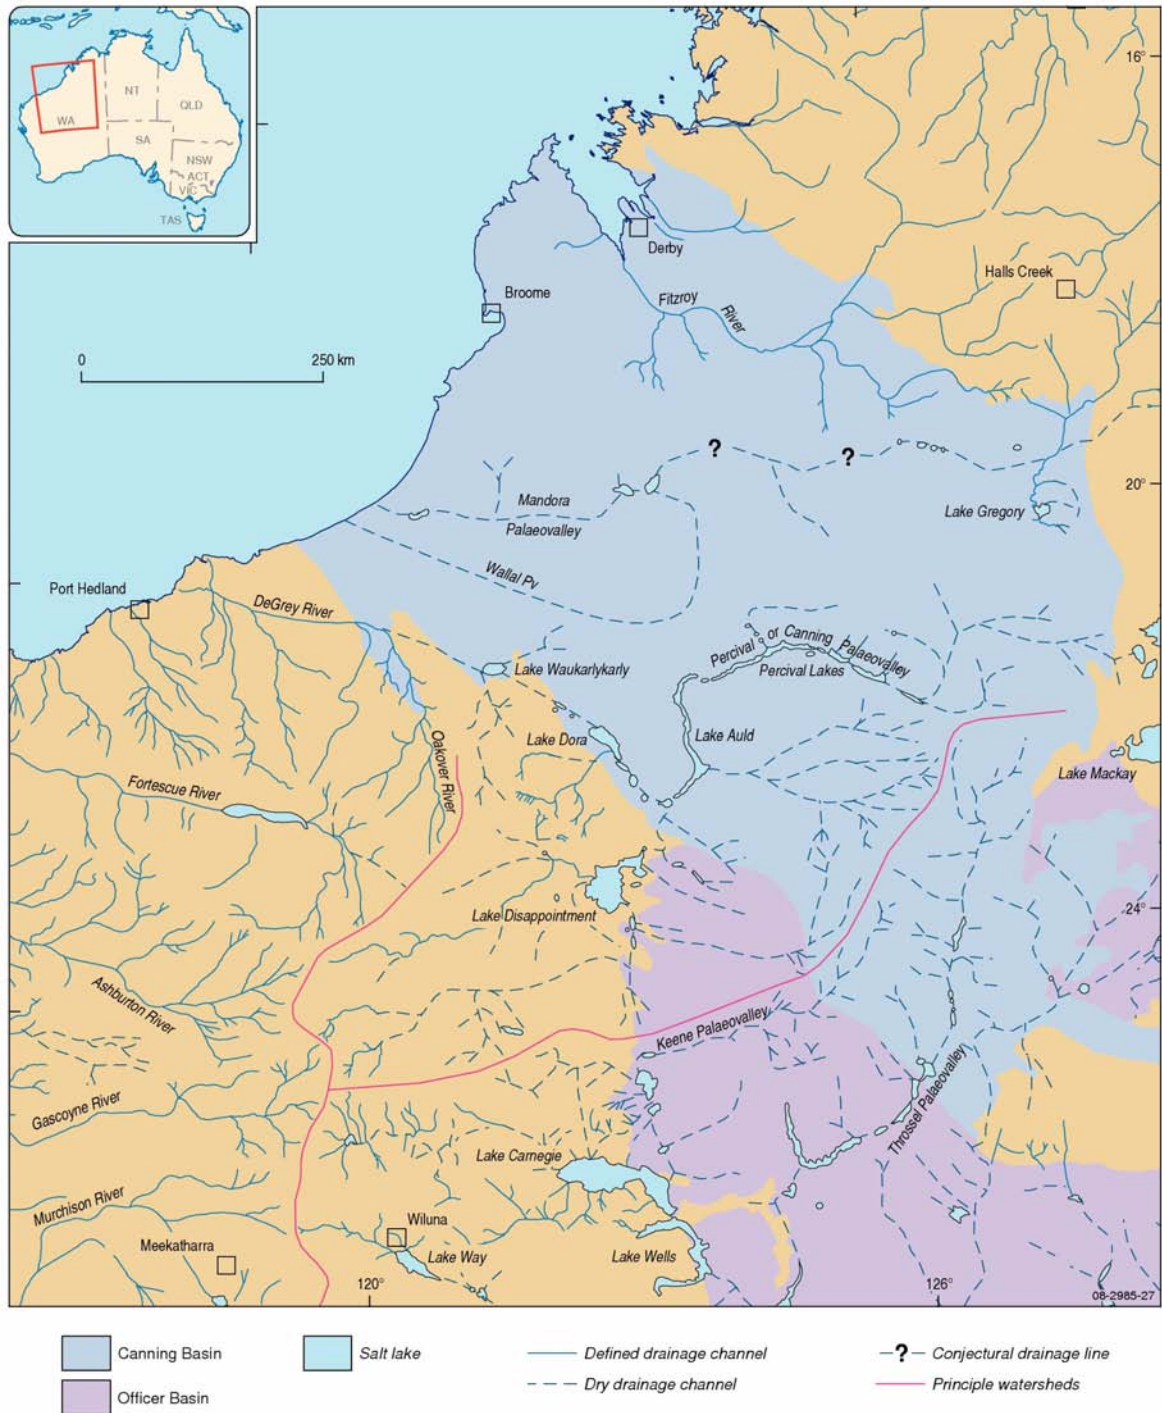 NT
QLD
WA
SA
NSW
ACT
VIC
TAS
16°
Derby
Halls Creek
Broome
Fitzroy River
0 250 km
?
?
20°
Mandora
Palaeovalley
Lake Gregory
Wallal Pv
Port Hedland
DeGrey River
Percival or Canning Palaeovalley
Lake Waukarlykarly
Percival Lakes
Lake Dora
Lake Auld
Oakover River
Lake Mackay
Fortescue River
24°
Lake Disappointment
Ashburton River
Keene Palaeovalley
Throssel Palaeovalley
Gascoyne River
Lake Carnegie
Murchison River
Wiluna
Meekatharra
Lake Way
Lake Wells
120°
126°
08-2985-27
Canning Basin
Salt lake
Defined drainage channel
? Conjectural drainage line
Dry drainage channel
Principle watersheds
Officer Basin